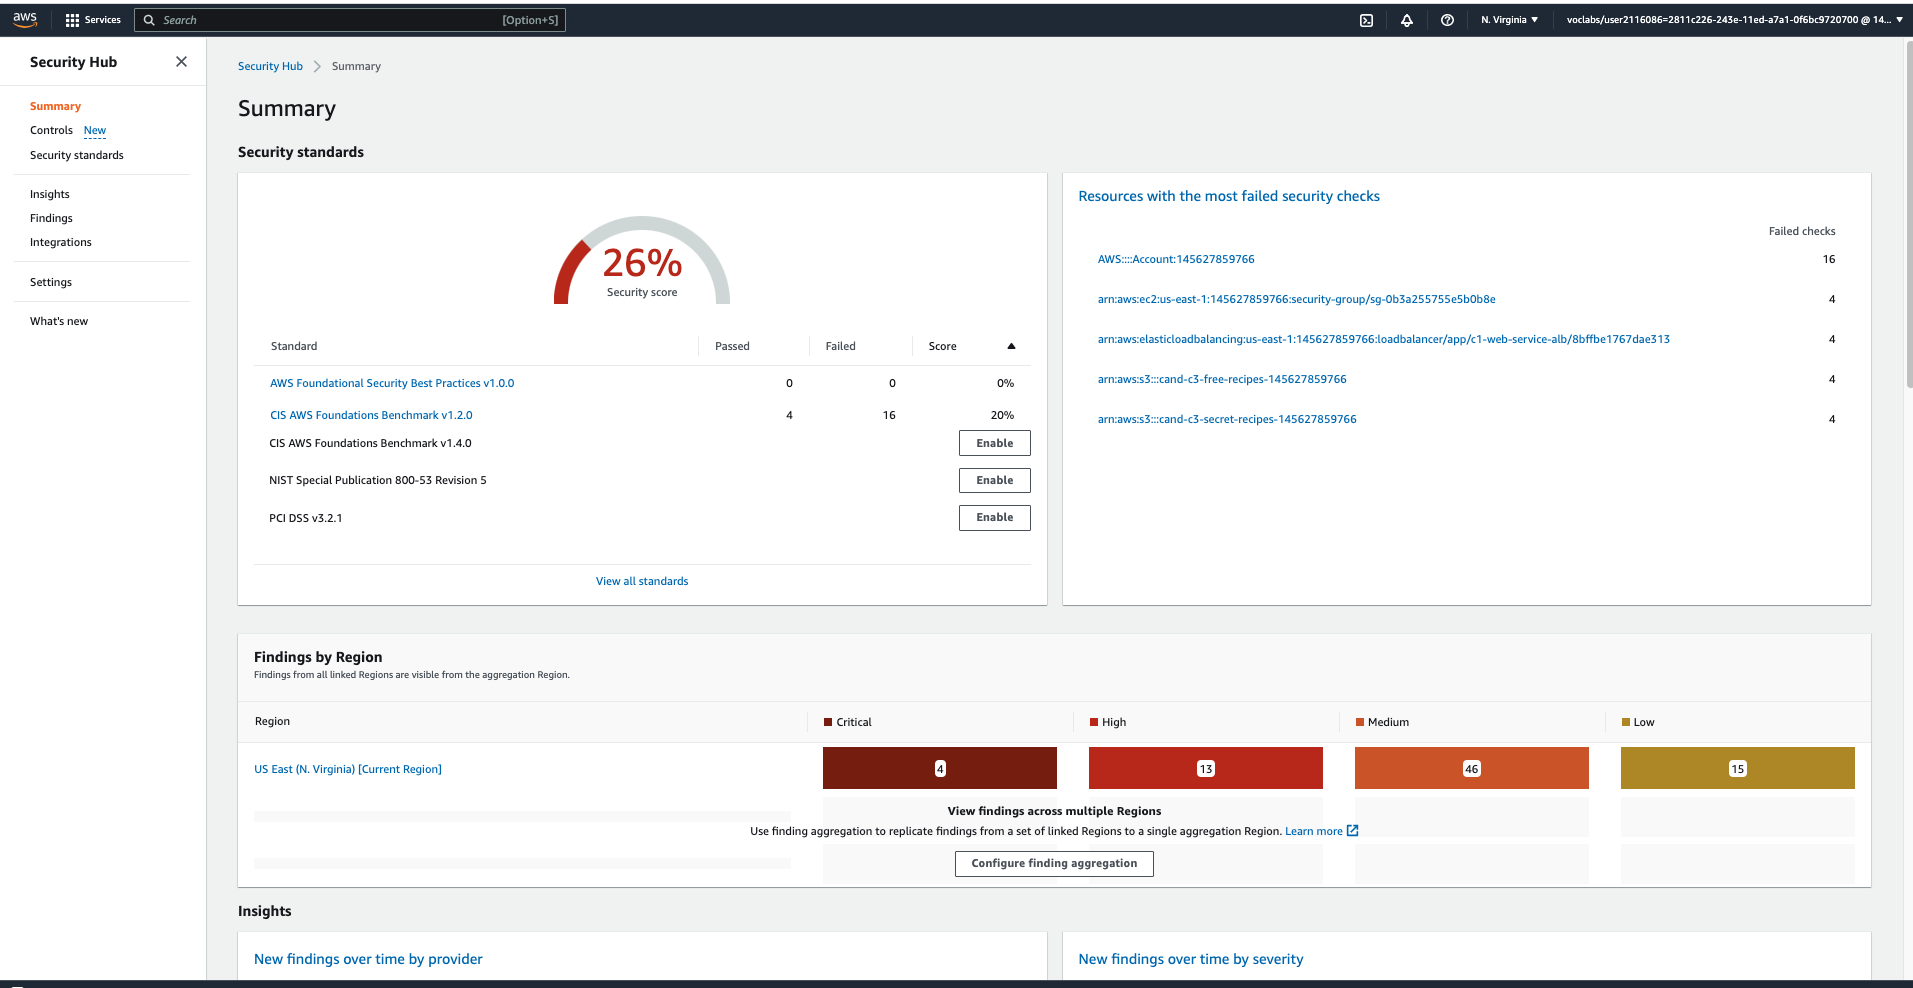 aws Services Search [Option+S] N. Virginia ▼ voclabs/user2116086=2811c226-243e-11ed-a7a1-0f6bc9720700 @ 14... ▼
Security Hub
Summary
Controls New
Security standards
Insights
Findings
Integrations
Settings
What's new
Security Hub > Summary
Summary
Security standards
26%
Security score
Standard Passed Failed Score ▲
AWS Foundational Security Best Practices v1.0.0 0 0 0%
CIS AWS Foundations Benchmark v1.2.0 4 16 20%
CIS AWS Foundations Benchmark v1.4.0 Enable
NIST Special Publication 800-53 Revision 5 Enable
PCI DSS v3.2.1 Enable
View all standards
Resources with the most failed security checks
Failed checks
AWS::::Account:145627859766 16
arn:aws:ec2:us-east-1:145627859766:security-group/sg-0b3a255755e5b0b8e 4
arn:aws:elasticloadbalancing:us-east-1:145627859766:loadbalancer/app/c1-web-service-alb/8bffbe1767dae313 4
arn:aws:s3:::cand-c3-free-recipes-145627859766 4
arn:aws:s3:::cand-c3-secret-recipes-145627859766 4
Findings by Region
Findings from all linked Regions are visible from the aggregation Region.
Region Critical High Medium Low
US East (N. Virginia) [Current Region] 4 13 46 15
View findings across multiple Regions
Use finding aggregation to replicate findings from a set of linked Regions to a single aggregation Region. Learn more
Configure finding aggregation
Insights
New findings over time by provider
New findings over time by severity